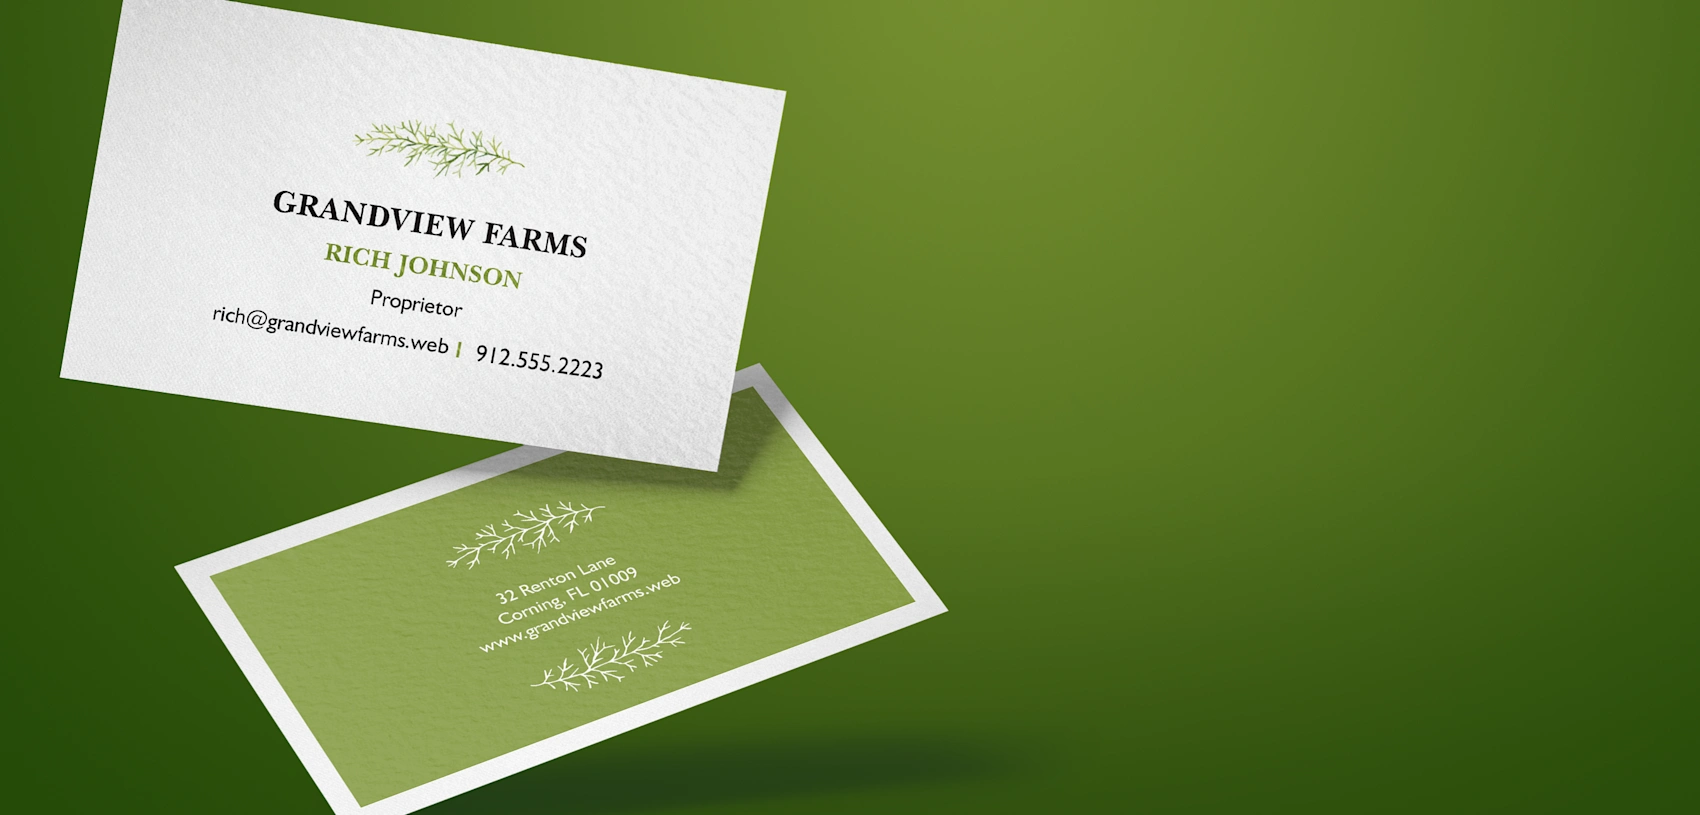 GRANDVIEW FARMS
RICH JOHNSON
Proprietor
rich@grandviewfarms.web | 912.555.2223
32 Renton Lane
Corning, FL 01009
www.grandviewfarms.web